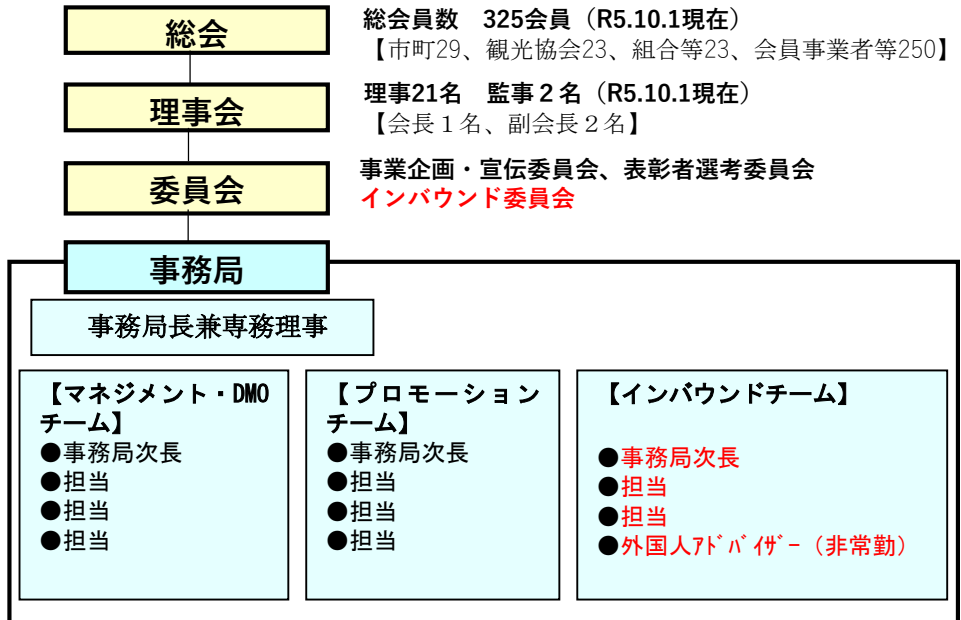 総会
総会員数　325会員（R5.10.1現在）
【市町29、観光協会23、組合等23、会員事業者等250】
理事会
理事21名　監事２名（R5.10.1現在）
【会長１名、副会長２名】
委員会
事業企画・宣伝委員会、表彰者選考委員会
インバウンド委員会
事務局
事務局長兼専務理事
【マネジメント・DMO
チーム】
●事務局次長
●担当
●担当
●担当
【プロモーション
チーム】
●事務局次長
●担当
●担当
●担当
【インバウンドチーム】
●事務局次長
●担当
●担当
●外国人ｱﾄﾞﾊﾞｲｻﾞｰ（非常勤）